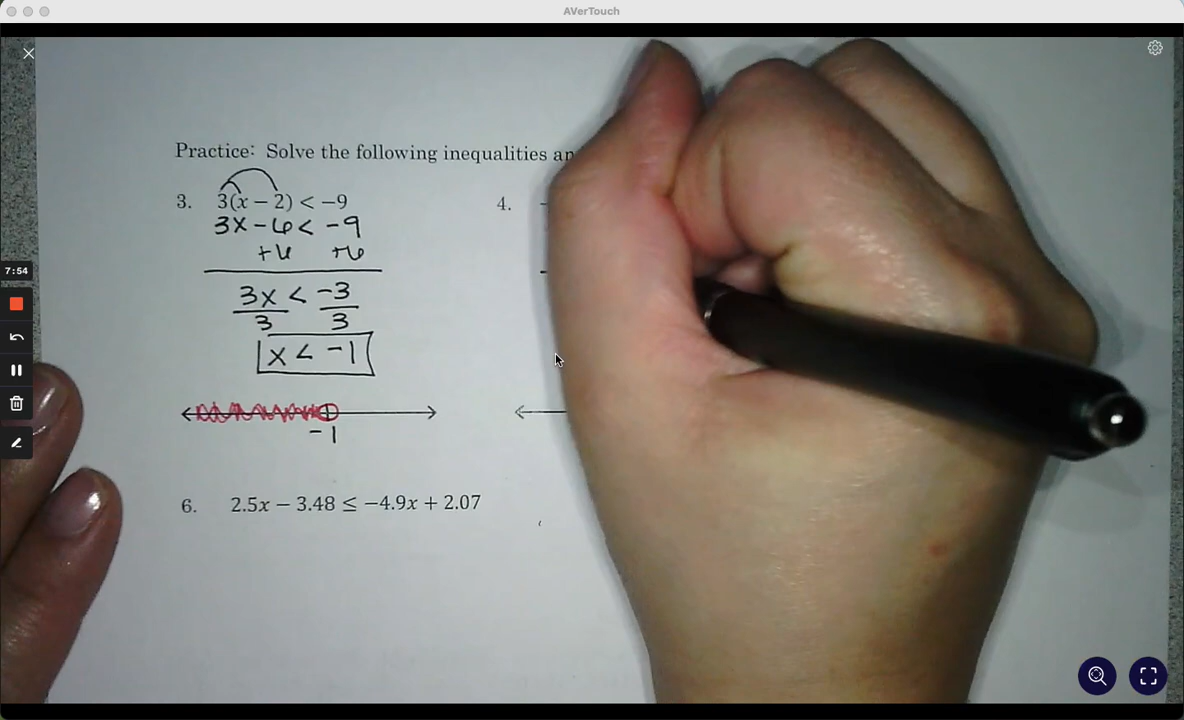 AVerTouch
Practice: Solve the following inequalities an
3. 3(x − 2) < −9
3x − 6 < −9
+6 +6
3x < −3
3 3
x < −1
−1
4.
7:54
6. 2.5x − 3.48 ≤ −4.9x + 2.07